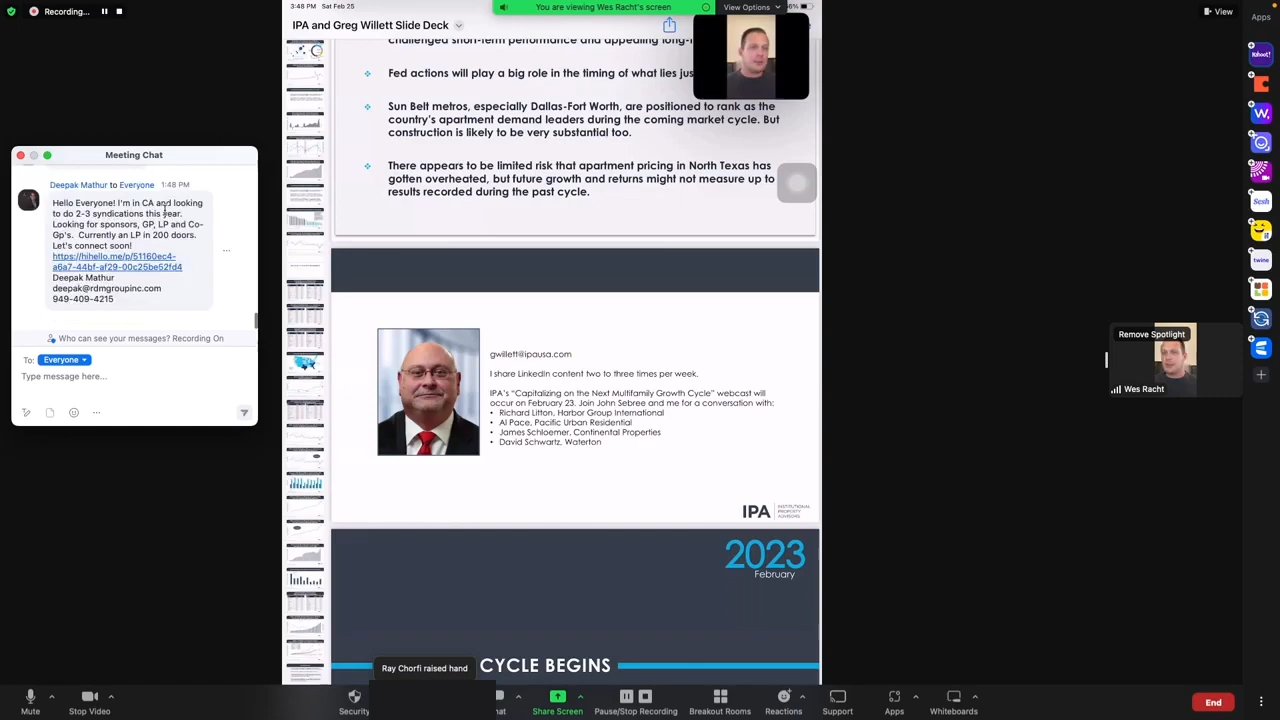 Recording...
3:48 PM Sat Feb 25
You are viewing Wes Racht's screen
View Options
View
Apps
IPA and Greg Willett Slide Deck
Fed actions will play a big role in the timing of what lies
Sun Belt metros, especially Dallas-Fort Worth, are positioned to rank as the
country's apartment demand leaders during the coming market cycle. But
construction is likely to be very substantial too.
There appears to be limited risk that apartment pricing in North Texas has
gotten overheated, but future growth and returns might not measure up to
results recorded during the past cycle.
Meeting Chat
Deepak Mathur to Everyone 1:48 PM
Hello Everyone! I'm in CA and looking
to do 2-3 syndications this year.
Looking for sponsors, GP, LP and Co-
Gp's. Currently an LP in 200 doors.
Let's connect soon!
https://hihello.me/p/51160ec4-
a6a7-44bf-af29-00c25be52fd4
Deepak Mathur
deepak@rdmgroupinc.com
949-409-4215
Who can see your messages? Recording On
To: Everyone
Type message here...
gwillett@ipausa.com
I share LinkedIn content two to three times per week.
IPA's "Capitalizing on the Next Multifamily Growth Cycle" webcast will
occur on February 23. Join John Sebree and me for a conversation with:
• Richard Litton, Harbor Group International
• Al Pace, Pacific Urban Residential
• James Schloemer, Continental Properties
• David Schwartz, Waterton
IPA INSTITUTIONAL
PROPERTY
ADVISORS
2023
February
CYCLE BEGINS
Ray Chorfi raised hand
Remove Spotlight
Wes Racht
Sesh
twine
Mute
Stop Video
Security
Share Screen
Pause/Stop Recording
Breakout Rooms
Reactions
Support
Apps
Whiteboards
End